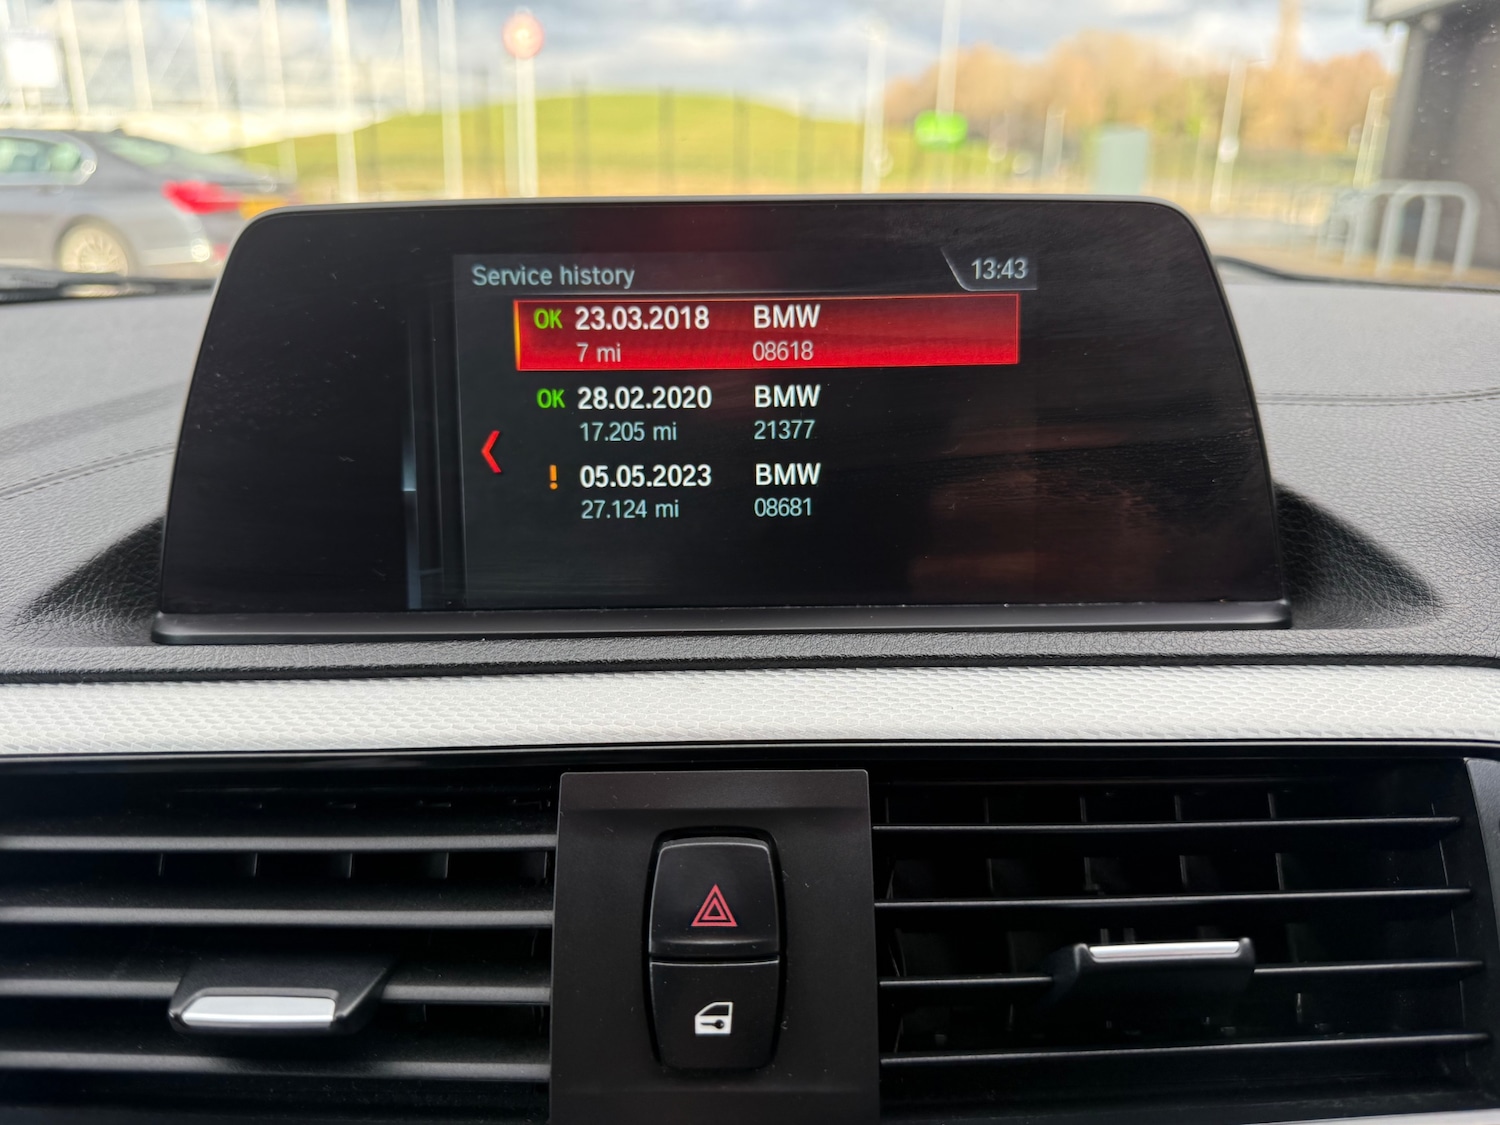 Service history 13:43
OK 23.03.2018 BMW
7 mi 08618
OK 28.02.2020 BMW
17.205 mi 21377
! 05.05.2023 BMW
27.124 mi 08681